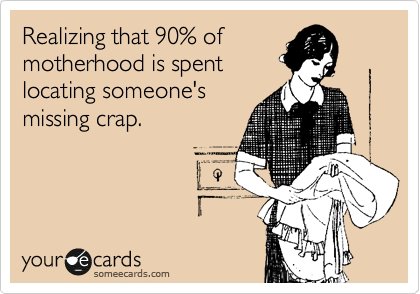 Realizing that 90% of
motherhood is spent
locating someone's
missing crap.
your e cards
someecards.com